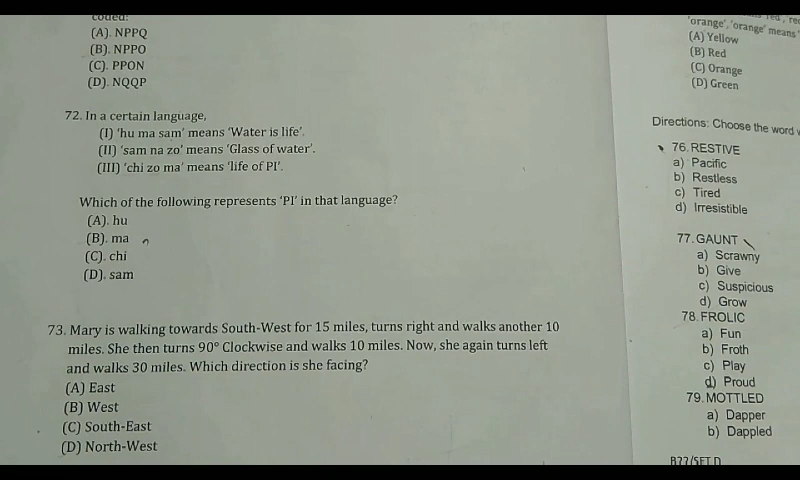 coded:
(A). NPPQ
(B). NPPO
(C). PPON
(D). NQQP
72. In a certain language,
(I) 'hu ma sam' means 'Water is life'.
(II) 'sam na zo' means 'Glass of water'.
(III) 'chi zo ma' means 'life of PI'.
Which of the following represents 'PI' in that language?
(A). hu
(B). ma
(C). chi
(D). sam
73. Mary is walking towards South-West for 15 miles, turns right and walks another 10
miles. She then turns 90° Clockwise and walks 10 miles. Now, she again turns left
and walks 30 miles. Which direction is she facing?
(A) East
(B) West
(C) South-East
(D) North-West
'orange', 'orange' means
(A) Yellow
(B) Red
(C) Orange
(D) Green
Directions: Choose the word
76. RESTIVE
a) Pacific
b) Restless
c) Tired
d) Irresistible
77. GAUNT
a) Scrawny
b) Give
c) Suspicious
d) Grow
78. FROLIC
a) Fun
b) Froth
c) Play
d) Proud
79. MOTTLED
a) Dapper
b) Dappled
B77/SET D